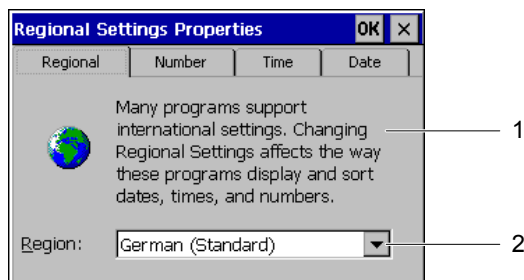 Regional Settings Properties OK ×
Regional Number Time Date
Many programs support
international settings. Changing
Regional Settings affects the way
these programs display and sort
dates, times, and numbers.
1
Region: German (Standard)
2